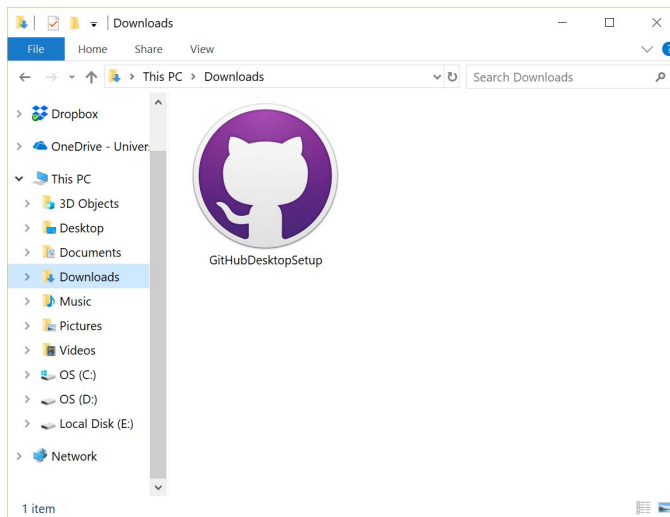 Downloads
File Home Share View
This PC Downloads
Search Downloads
Dropbox
OneDrive - Univer
This PC
3D Objects
Desktop
Documents
Downloads
Music
Pictures
Videos
OS (C:)
OS (D:)
Local Disk (E:)
Network
GitHubDesktopSetup
1 item